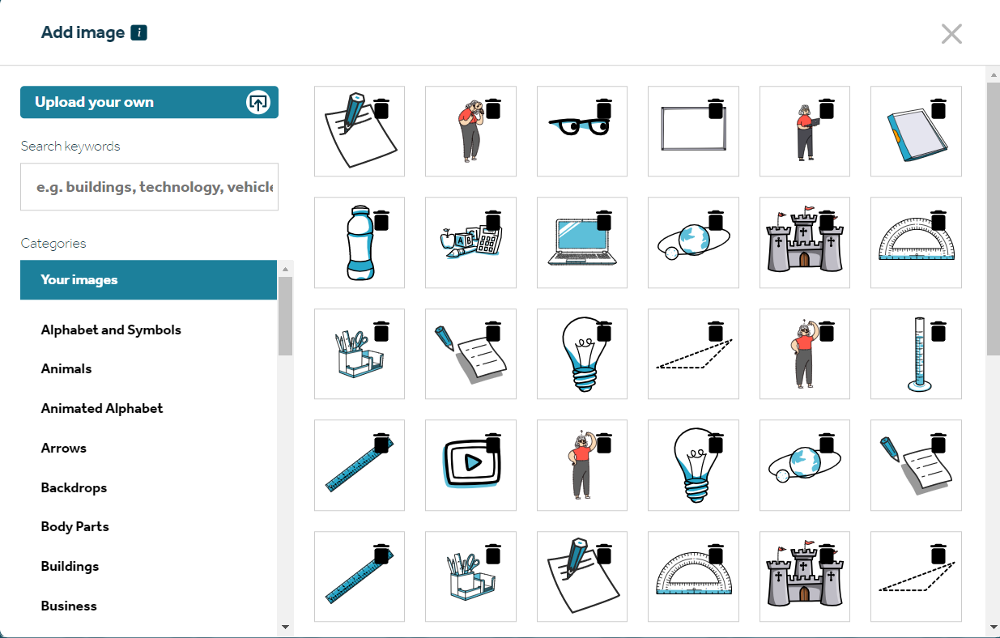 Add image i
Upload your own
Search keywords
e.g. buildings, technology, vehicle
Categories
Your images
Alphabet and Symbols
Animals
Animated Alphabet
Arrows
Backdrops
Body Parts
Buildings
Business
A B